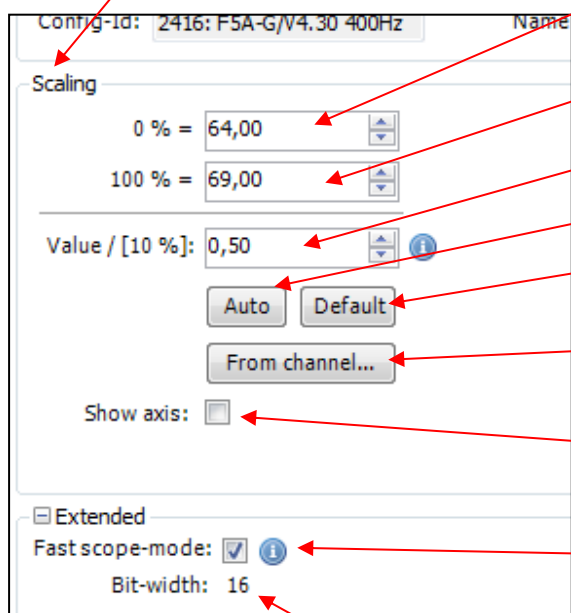 Config-Id: 2416: F5A-G/V4.30 400Hz Name
Scaling
0 % = 64,00
100 % = 69,00
Value / [10 %]: 0,50
Auto Default
From channel...
Show axis:
Extended
Fast scope-mode:
Bit-width: 16